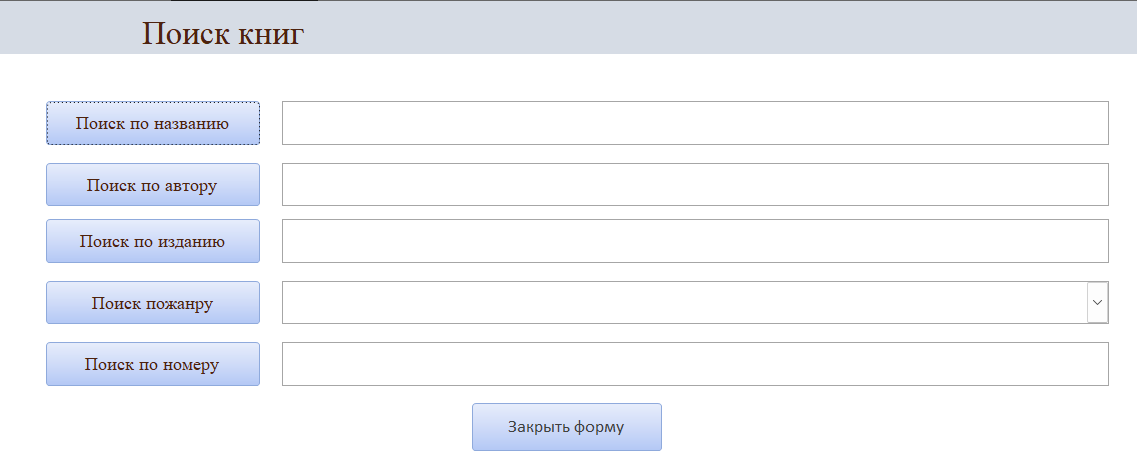 Поиск книг
Поиск по названию
Поиск по автору
Поиск по изданию
Поиск пожанру
Поиск по номеру
Закрыть форму